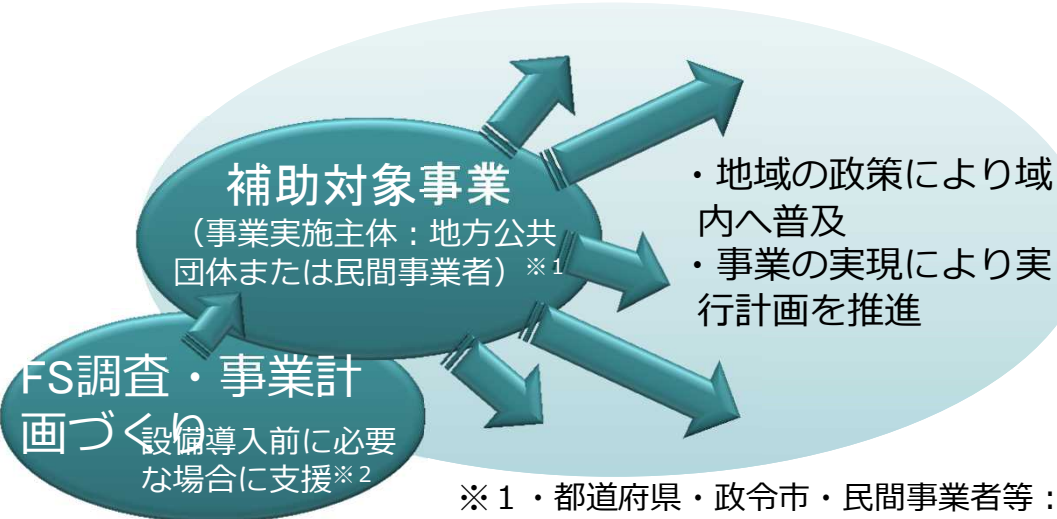 補助対象事業
（事業実施主体：地方公共
団体または民間事業者）※1
・地域の政策により域
内へ普及
・事業の実現により実
行計画を推進
FS調査・事業計
画づくり
設備導入前に必要
な場合に支援※2
※１・都道府県・政令市・民間事業者等：